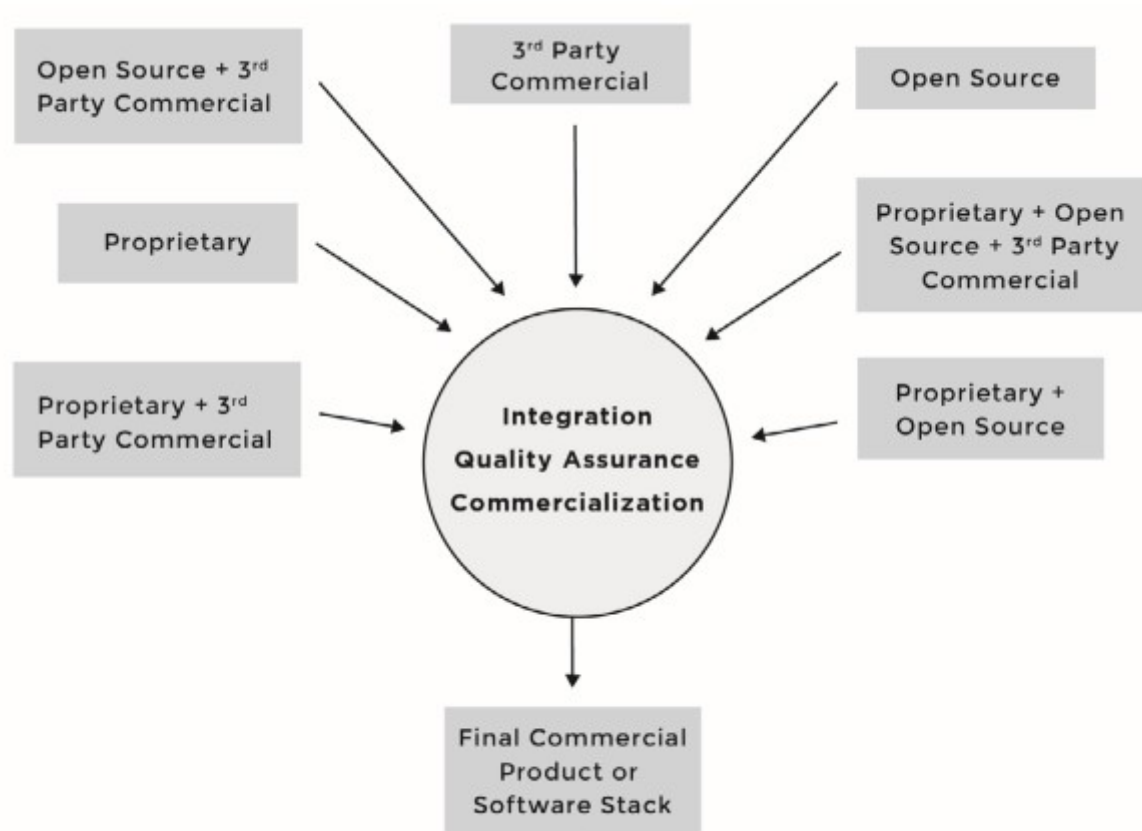 Open Source + 3rd
Party Commercial
3rd Party
Commercial
Open Source
Proprietary
Proprietary + Open
Source + 3rd Party
Commercial
Proprietary + 3rd
Party Commercial
Proprietary +
Open Source
Integration
Quality Assurance
Commercialization
Final Commercial
Product or
Software Stack